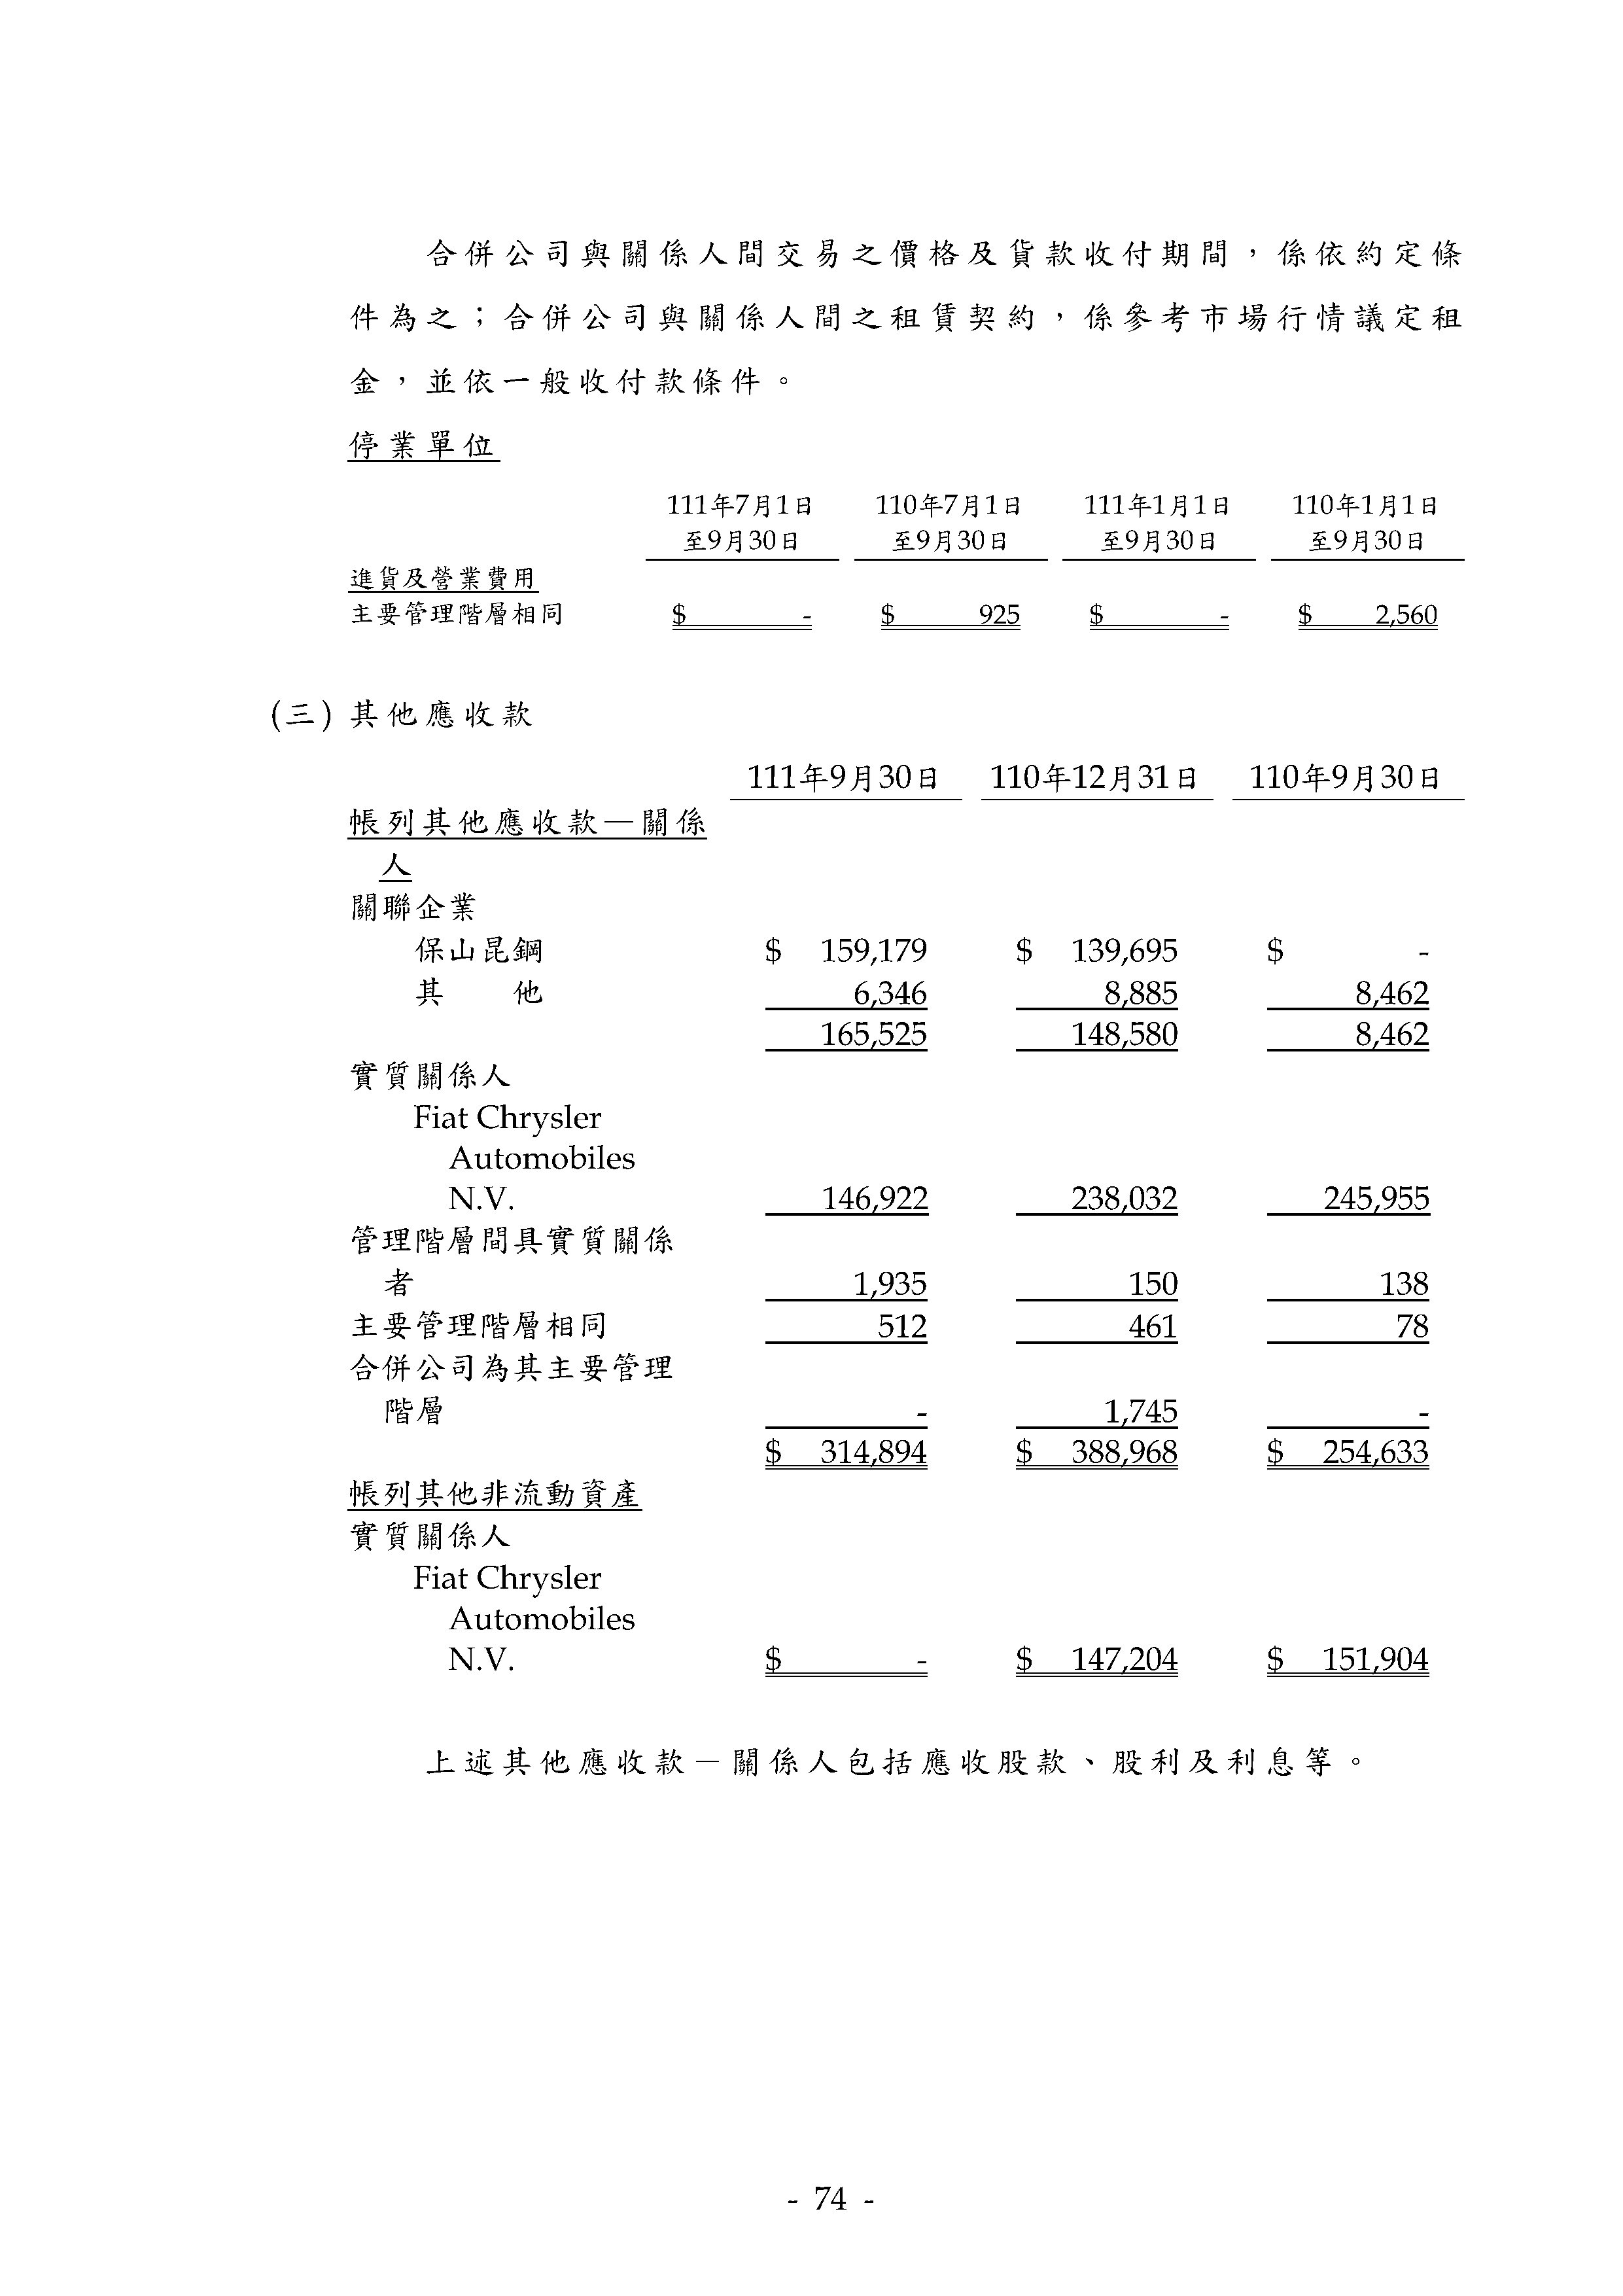 合併公司與關係人間交易之價格及貨款收付期間，係依約定條
件為之；合併公司與關係人間之租賃契約，係參考市場行情議定租
金，並依一般收付款條件。
停業單位
111年7月1日 110年7月1日 111年1月1日 110年1月1日
至9月30日 至9月30日 至9月30日 至9月30日
進貨及營業費用
主要管理階層相同 $ - $ 925 $ - $ 2,560
(三) 其他應收款
111年9月30日 110年12月31日 110年9月30日
帳列其他應收款—關係
人
關聯企業
保山昆鋼 $ 159,179 $ 139,695 $ -
其 他 6,346 8,885 8,462
165,525 148,580 8,462
實質關係人
Fiat Chrysler
Automobiles
N.V. 146,922 238,032 245,955
管理階層間具實質關係
者 1,935 150 138
主要管理階層相同 512 461 78
合併公司為其主要管理
階層 - 1,745 -
$ 314,894 $ 388,968 $ 254,633
帳列其他非流動資產
實質關係人
Fiat Chrysler
Automobiles
N.V. $ - $ 147,204 $ 151,904
上述其他應收款－關係人包括應收股款、股利及利息等。
- 74 -